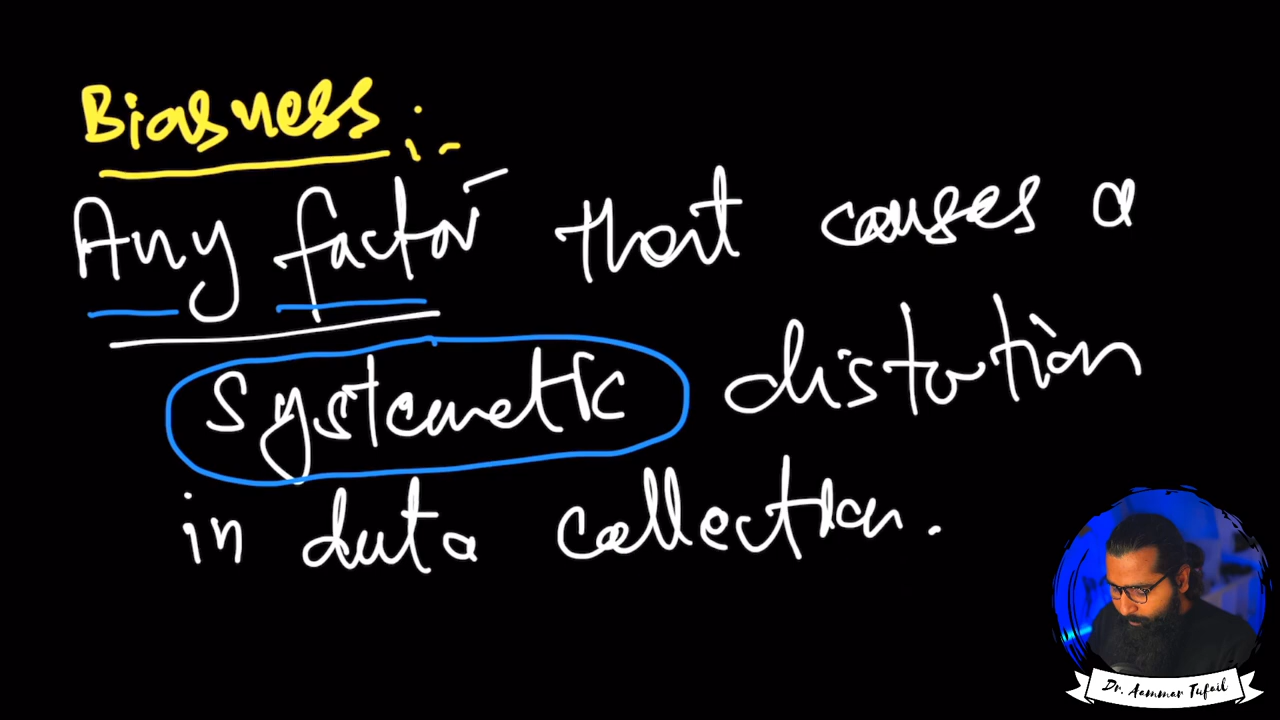 Biasness :-
Any factor that causes a
systematic distortion
in data collection.
Dr. Aammar Tufail